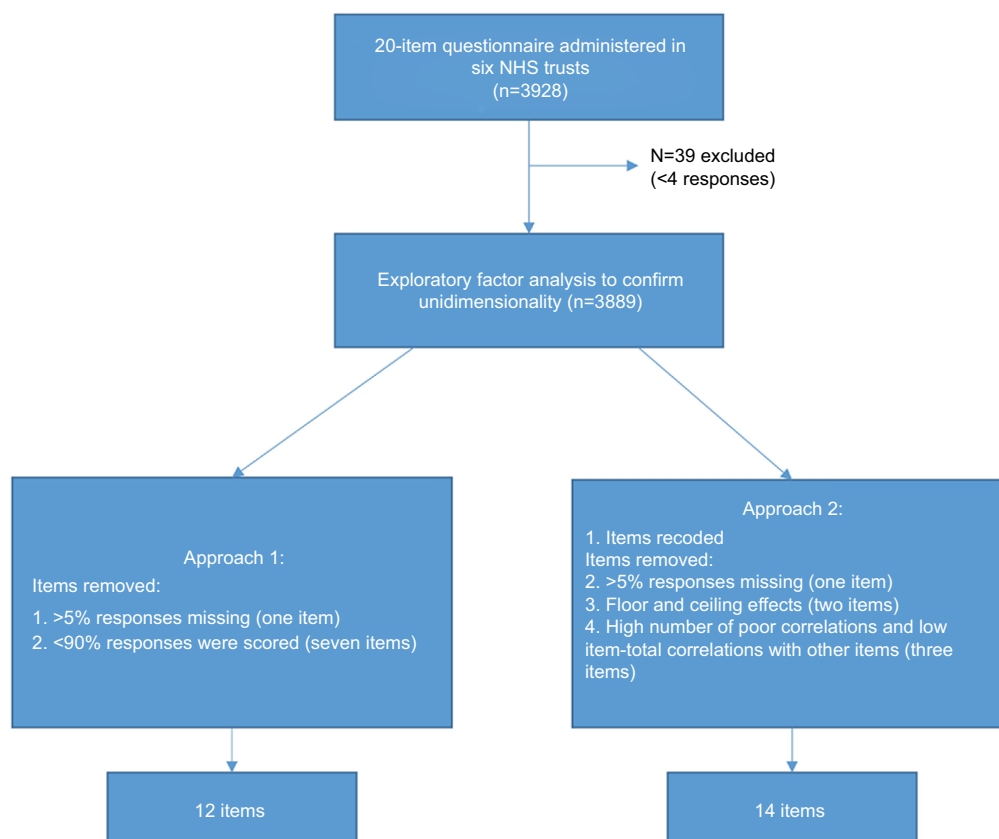 20-item questionnaire administered in
six NHS trusts
(n=3928)
N=39 excluded
(<4 responses)
Exploratory factor analysis to confirm
unidimensionality (n=3889)
Approach 1:
Items removed:
1. >5% responses missing (one item)
2. <90% responses were scored (seven items)
Approach 2:
1. Items recoded
Items removed:
2. >5% responses missing (one item)
3. Floor and ceiling effects (two items)
4. High number of poor correlations and low
item-total correlations with other items (three
items)
12 items
14 items